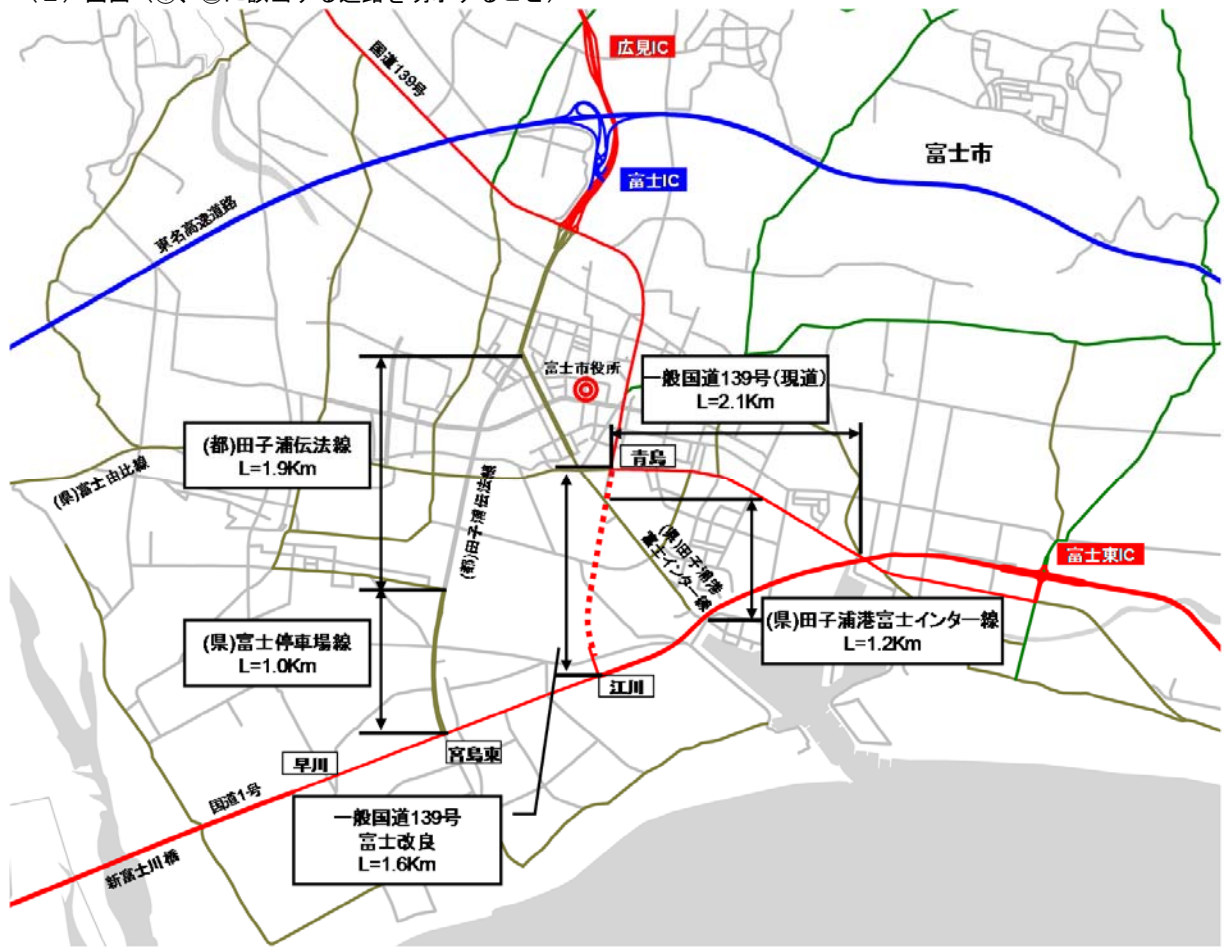 広見IC
国道139号
富士市
富士IC
東名高速道路
富士市役所
一般国道139号(現道)
L=2.1Km
(都)田子浦伝法線
L=1.9Km
青島
(県)富士由比線
(都)田子浦伝法線
(県)田子浦港
富士インター線
富士東IC
(県)田子浦港富士インター線
L=1.2Km
(県)富士停車場線
L=1.0Km
江川
宮島東
早川
国道1号
一般国道139号
富士改良
L=1.6Km
新富士川橋